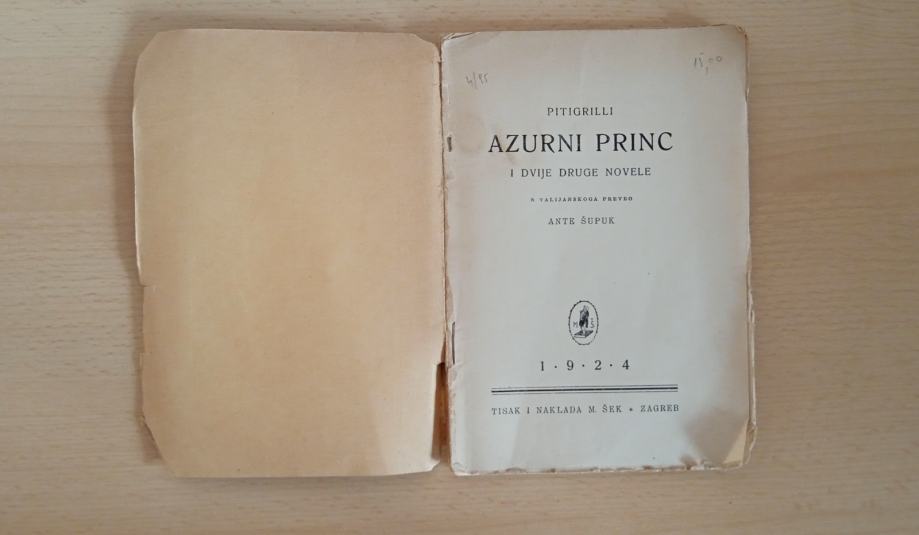 4/95
15,00
PITIGRILLI
AZURNI PRINC
I DVIJE DRUGE NOVELE
S TALIJANSKOGA PREVEO
ANTE ŠUPUK
M Š
1·9·2·4
TISAK I NAKLADA M. ŠEK • ZAGREB